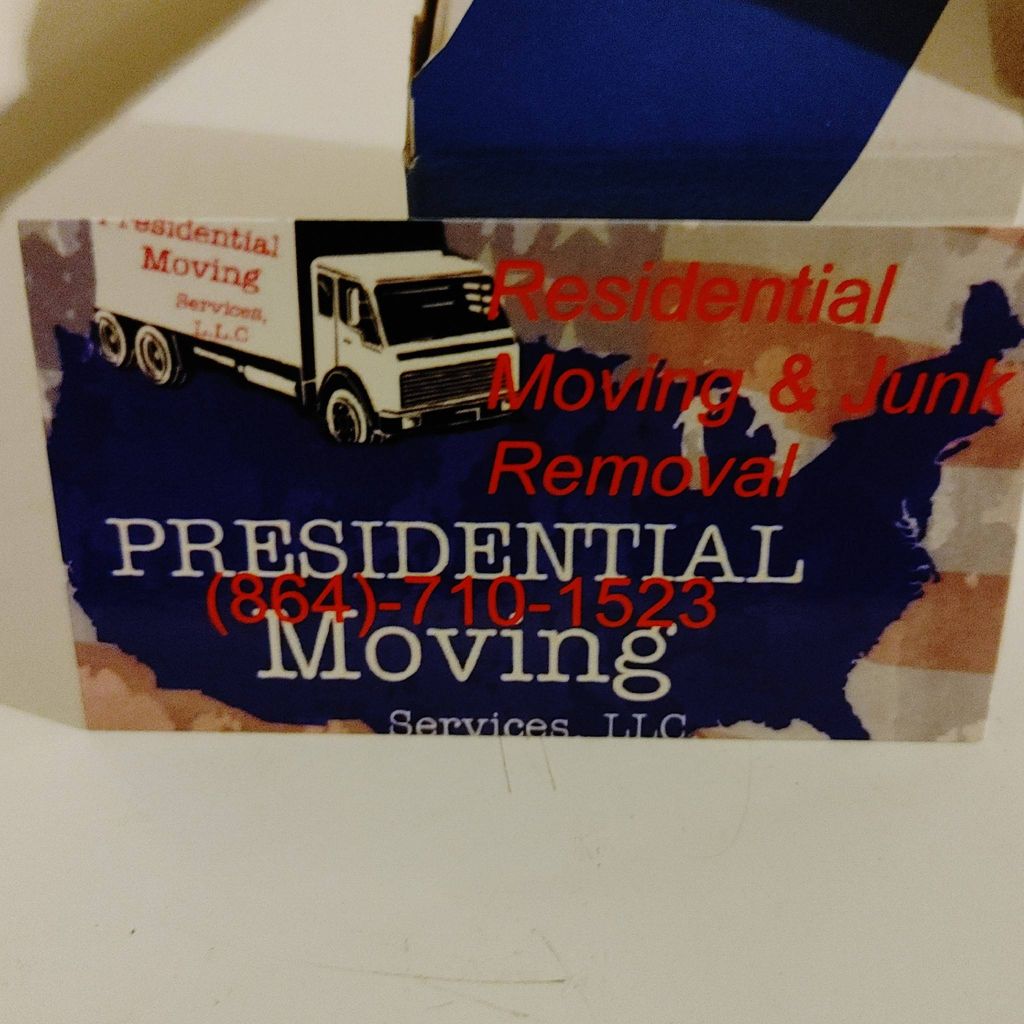 Presidential
Moving
Services,
L.L.C
Residential
Moving & Junk
Removal
PRESIDENTIAL
(864)-710-1523
Moving
Services, LLC